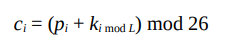 cᵢ = (pᵢ + kᵢ mod L) mod 26